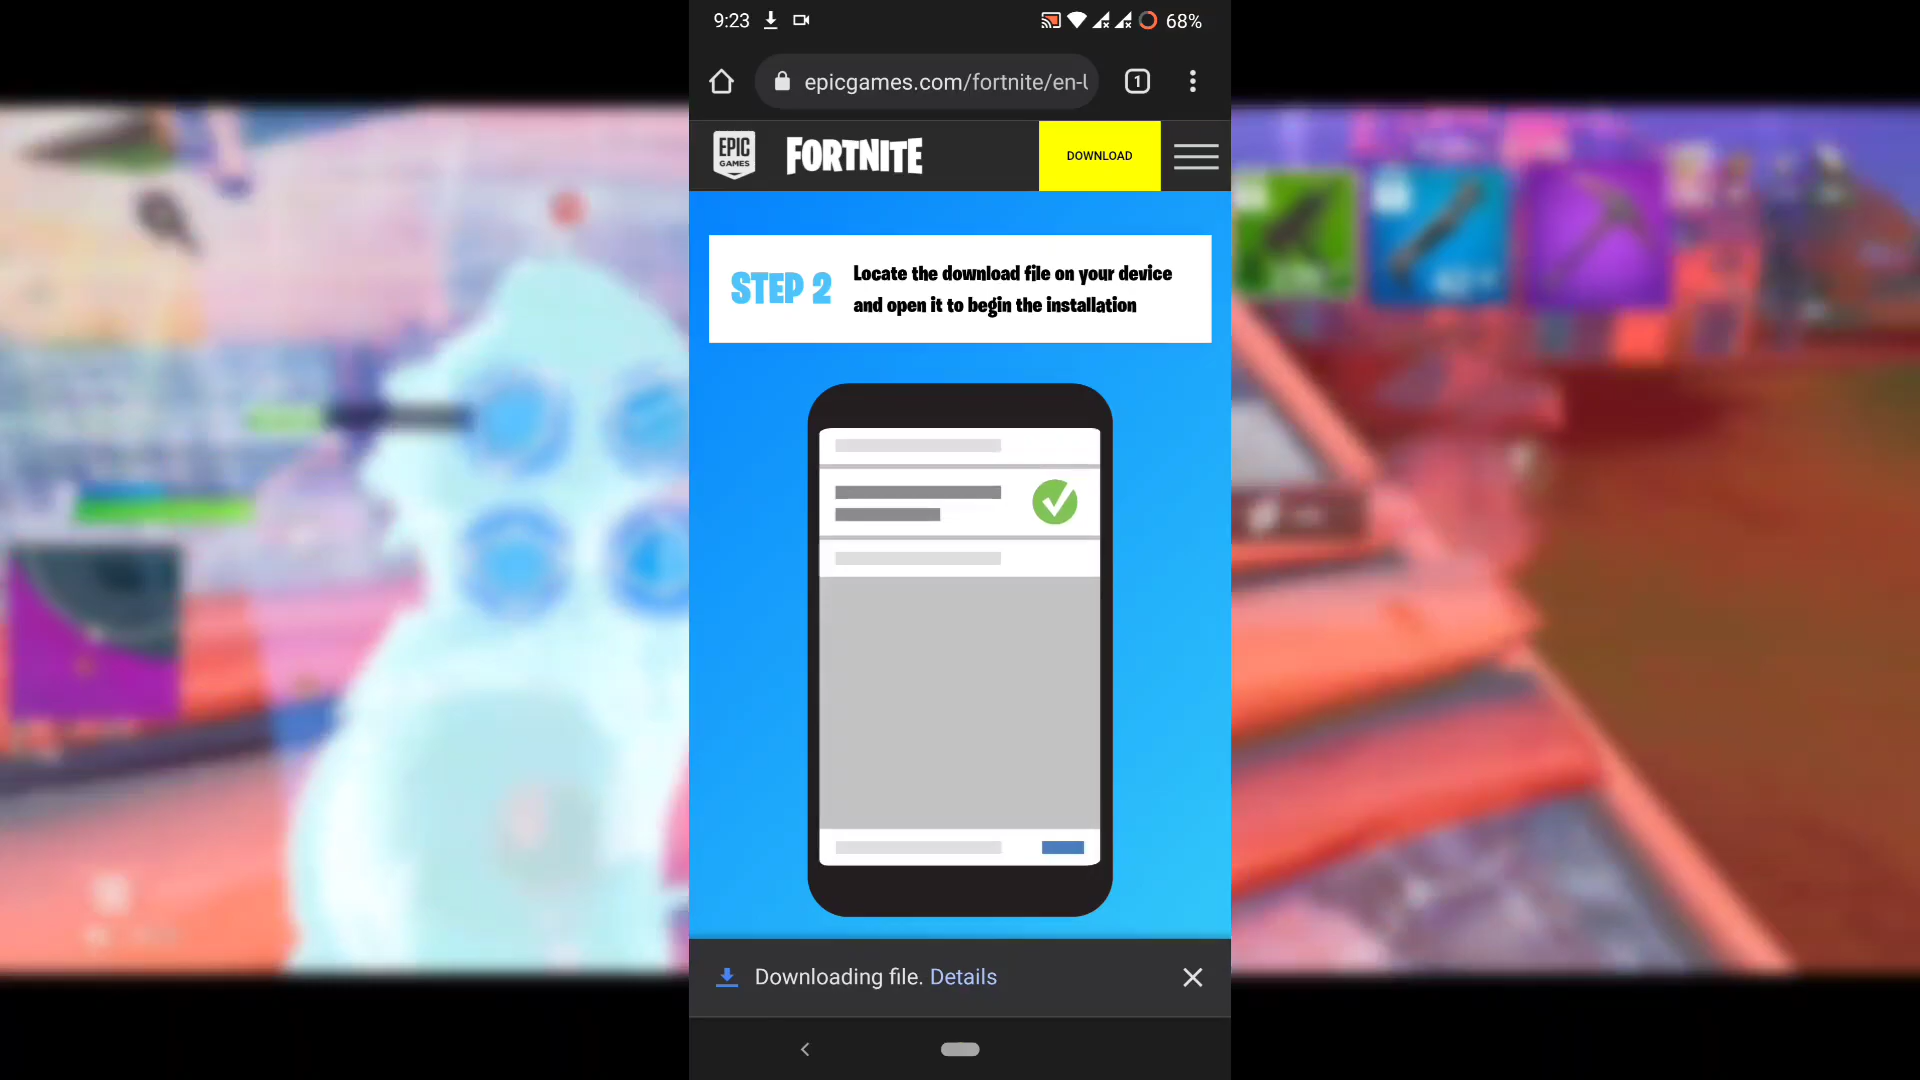 9:23
68%
epicgames.com/fortnite/en-U
1
EPIC
GAMES
FORTNITE
DOWNLOAD
STEP 2
Locate the download file on your device
and open it to begin the installation
Downloading file. Details